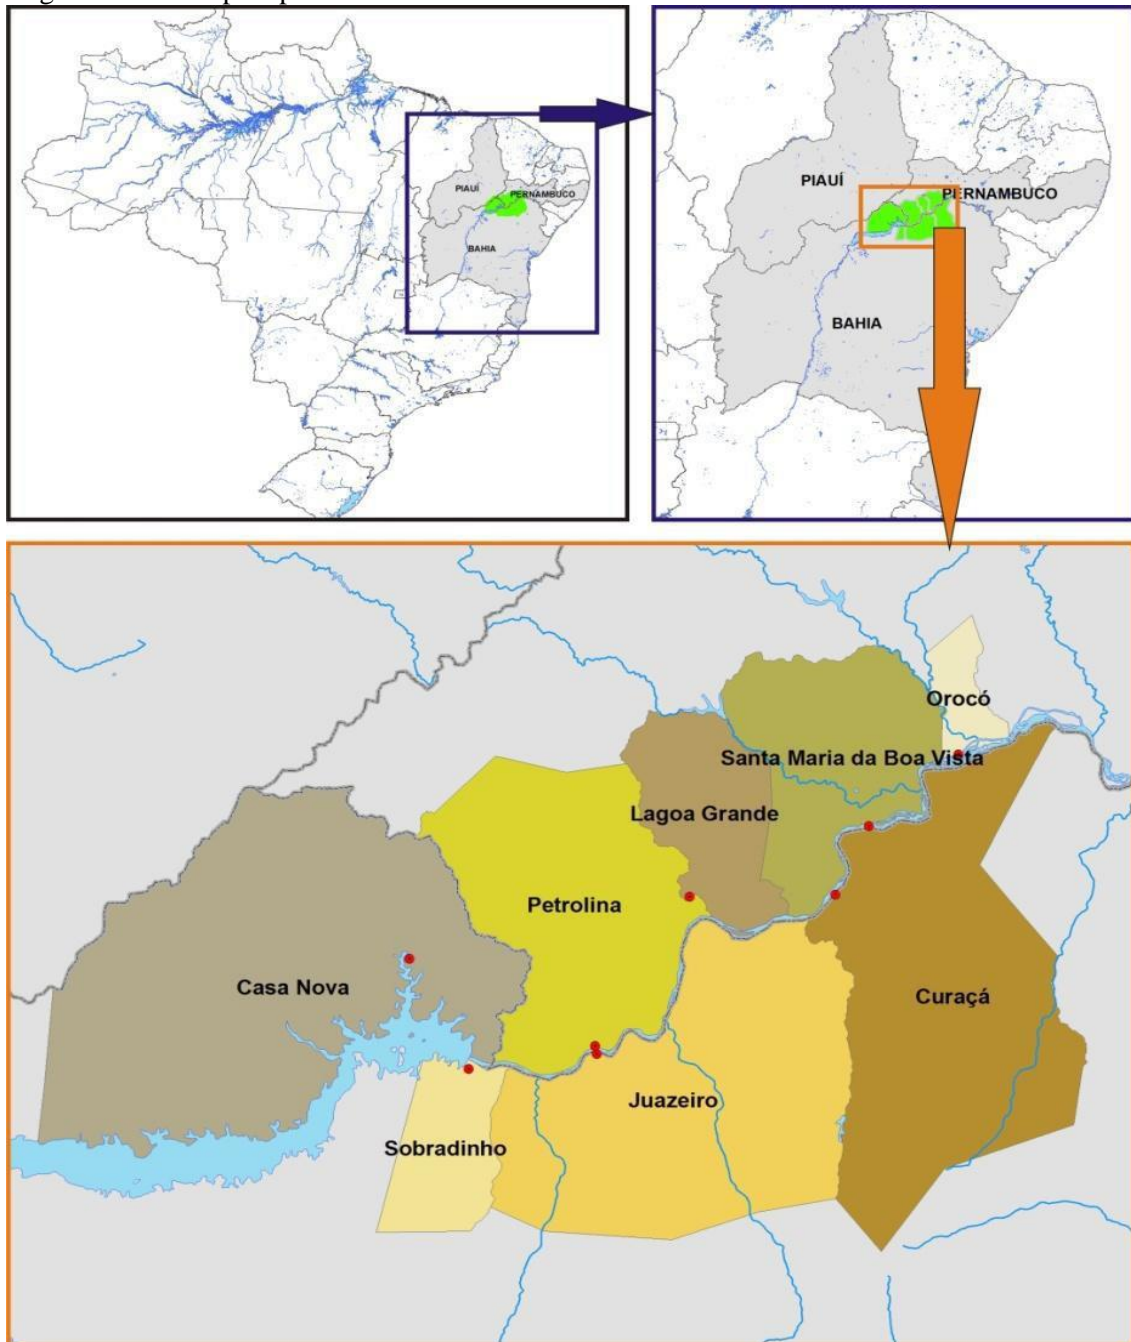 PIAUÍ
PERNAMBUCO
BAHIA
PIAUÍ
PERNAMBUCO
BAHIA
Orocó
Santa Maria da Boa Vista
Lagoa Grande
Petrolina
Casa Nova
Curaçá
Juazeiro
Sobradinho